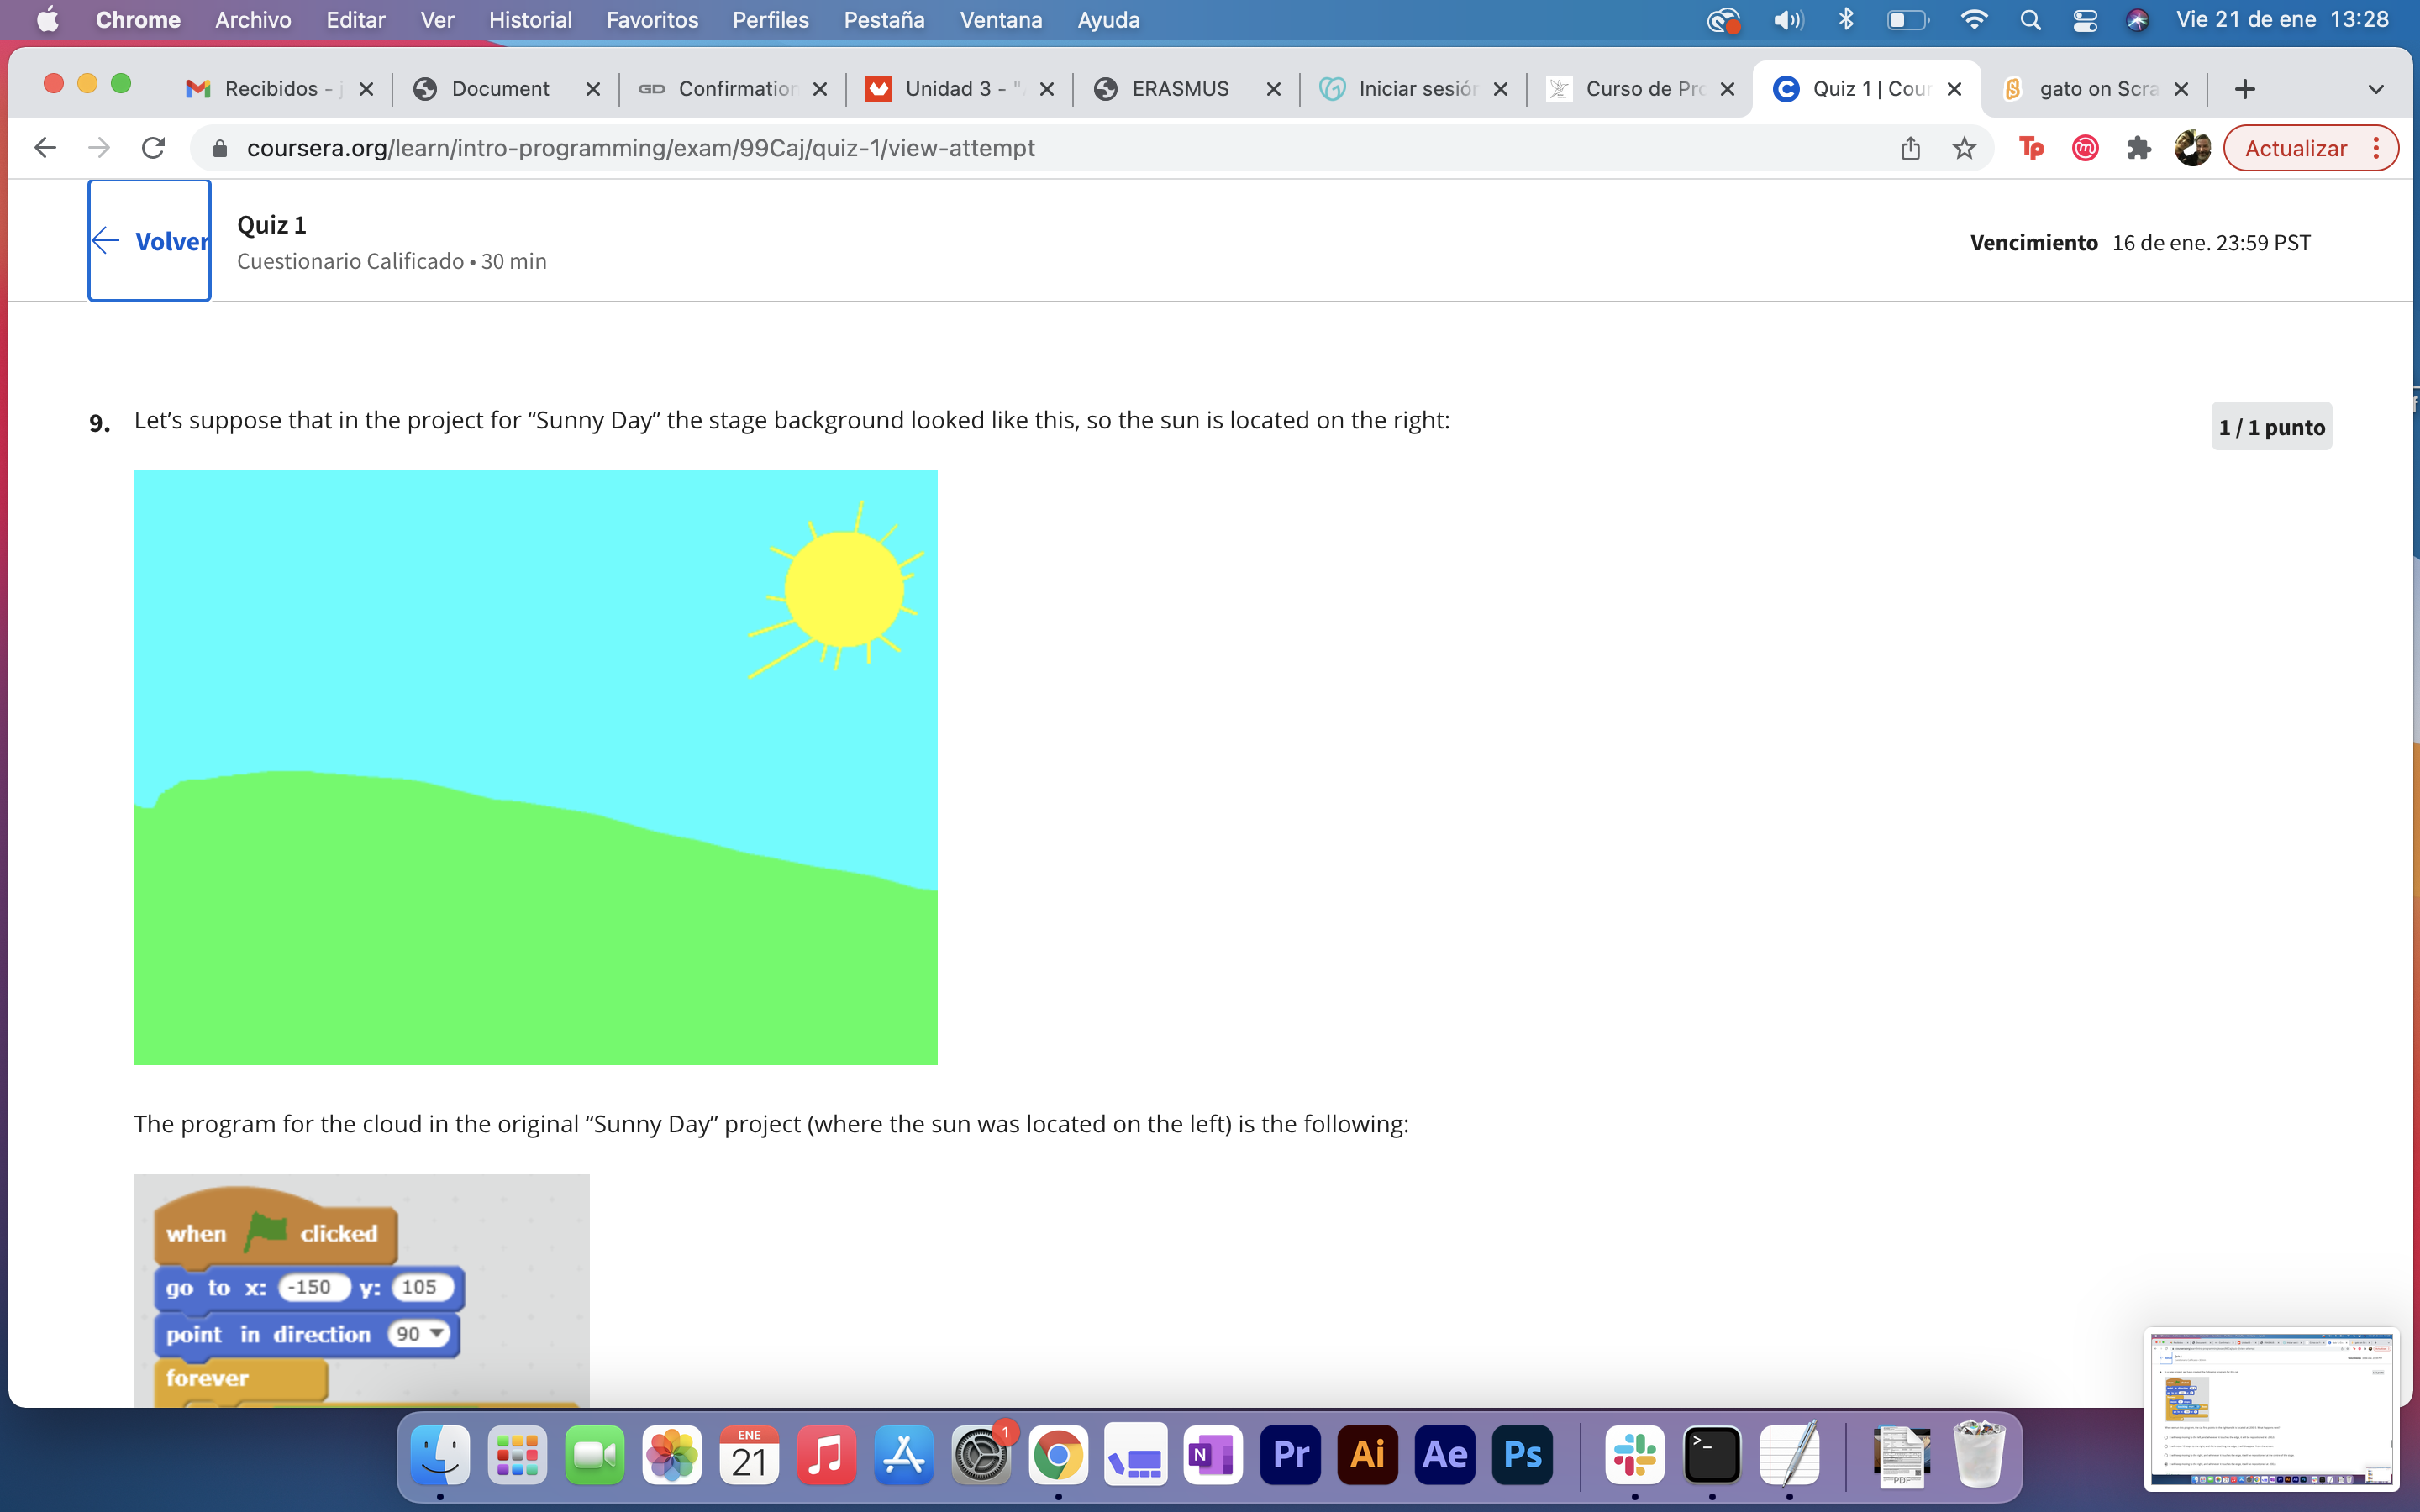 Chrome Archivo Editar Ver Historial Favoritos Perfiles Pestaña Ventana Ayuda Vie 21 de ene 13:28
Recibidos - Document GD Confirmation Unidad 3 - " ERASMUS Iniciar sesión Curso de Pro Quiz 1 | Cour gato on Scra
coursera.org/learn/intro-programming/exam/99Caj/quiz-1/view-attempt Tp Actualizar
Volver
Quiz 1
Cuestionario Calificado • 30 min
Vencimiento 16 de ene. 23:59 PST
9. Let's suppose that in the project for “Sunny Day” the stage background looked like this, so the sun is located on the right:
1 / 1 punto
The program for the cloud in the original “Sunny Day” project (where the sun was located on the left) is the following:
when clicked
go to x: -150 y: 105
point in direction 90
forever
ENE
21
1
N
Pr
Ai
Ae
Ps
>_
PDF